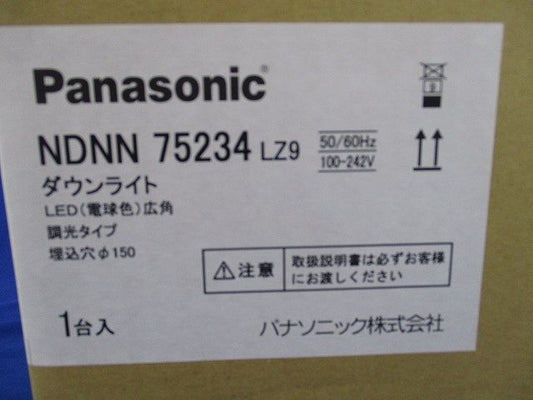 Panasonic
NDNN 75234 LZ9
50/60Hz
100-242V
ダウンライト
LED(電球色)広角
調光タイプ
埋込穴φ150
⚠注意
取扱説明書は必ずお客様
にお渡しください
1台入
パナソニック株式会社